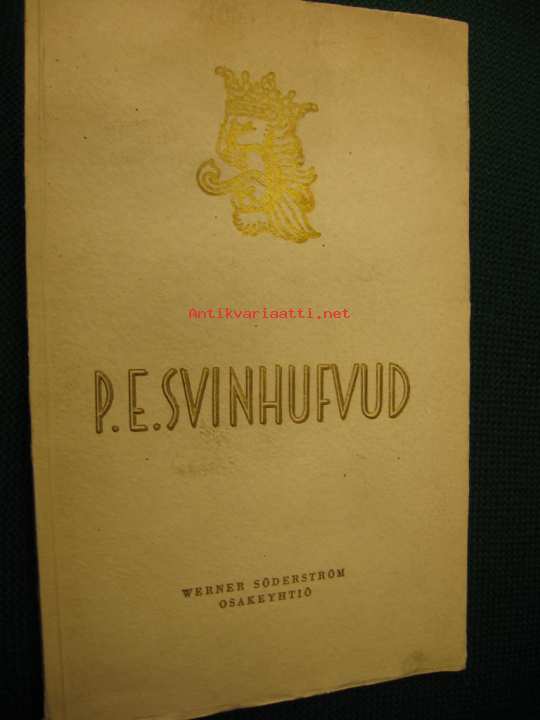 Antikvariaatti.net
P.E. SVINHUFVUD
WERNER SÖDERSTRÖM
OSAKEYHTIÖ